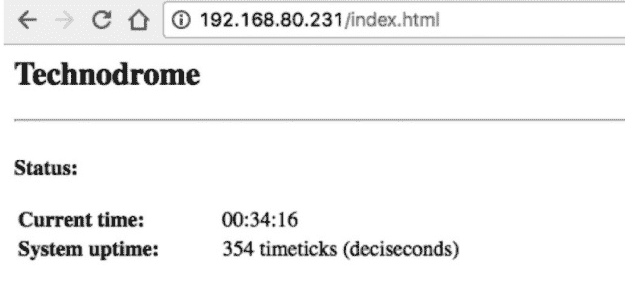 192.168.80.231/index.html
Technodrome
Status:
Current time: 00:34:16
System uptime: 354 timeticks (deciseconds)